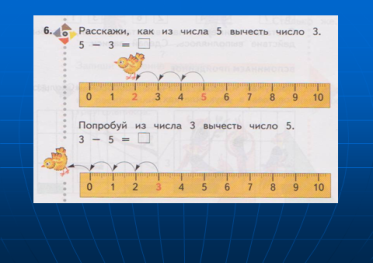 6. Расскажи, как из числа 5 вычесть число 3.
5 − 3 = □
0 1 2 3 4 5 6 7 8 9 10
Попробуй из числа 3 вычесть число 5.
3 − 5 = □
0 1 2 3 4 5 6 7 8 9 10